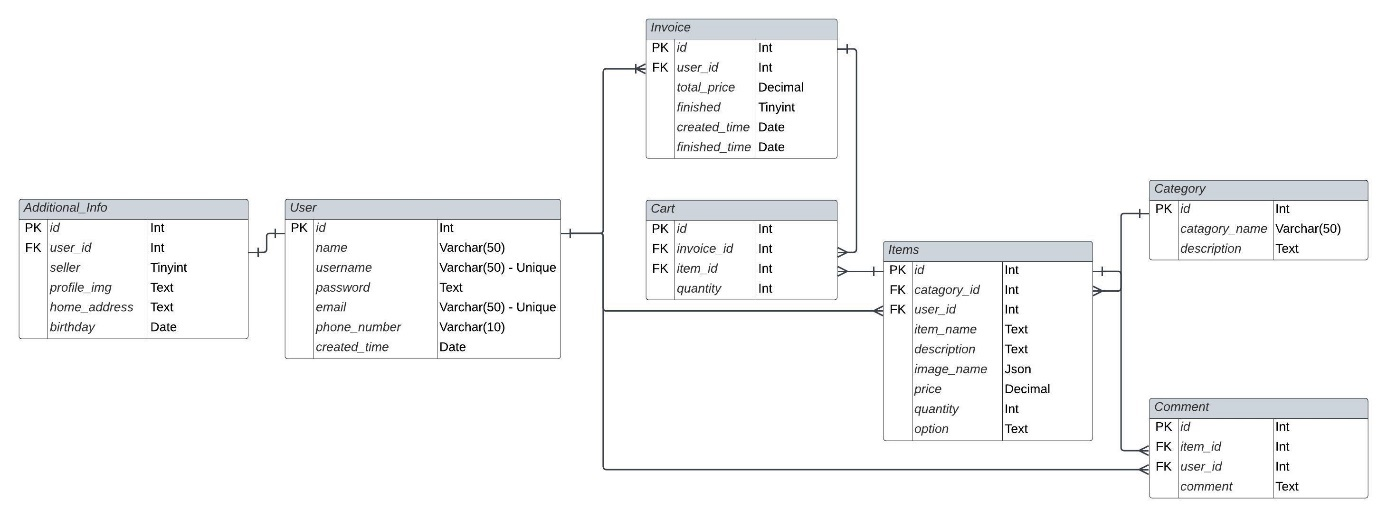 Invoice
PK id Int
FK user_id Int
total_price Decimal
finished Tinyint
created_time Date
finished_time Date
Additional_Info
PK id Int
FK user_id Int
seller Tinyint
profile_img Text
home_address Text
birthday Date
User
PK id Int
name Varchar(50)
username Varchar(50) - Unique
password Text
email Varchar(50) - Unique
phone_number Varchar(10)
created_time Date
Cart
PK id Int
FK invoice_id Int
FK item_id Int
quantity Int
Items
PK id Int
FK catagory_id Int
FK user_id Int
item_name Text
description Text
image_name Json
price Decimal
quantity Int
option Text
Category
PK id Int
catagory_name Varchar(50)
description Text
Comment
PK id Int
FK item_id Int
FK user_id Int
comment Text